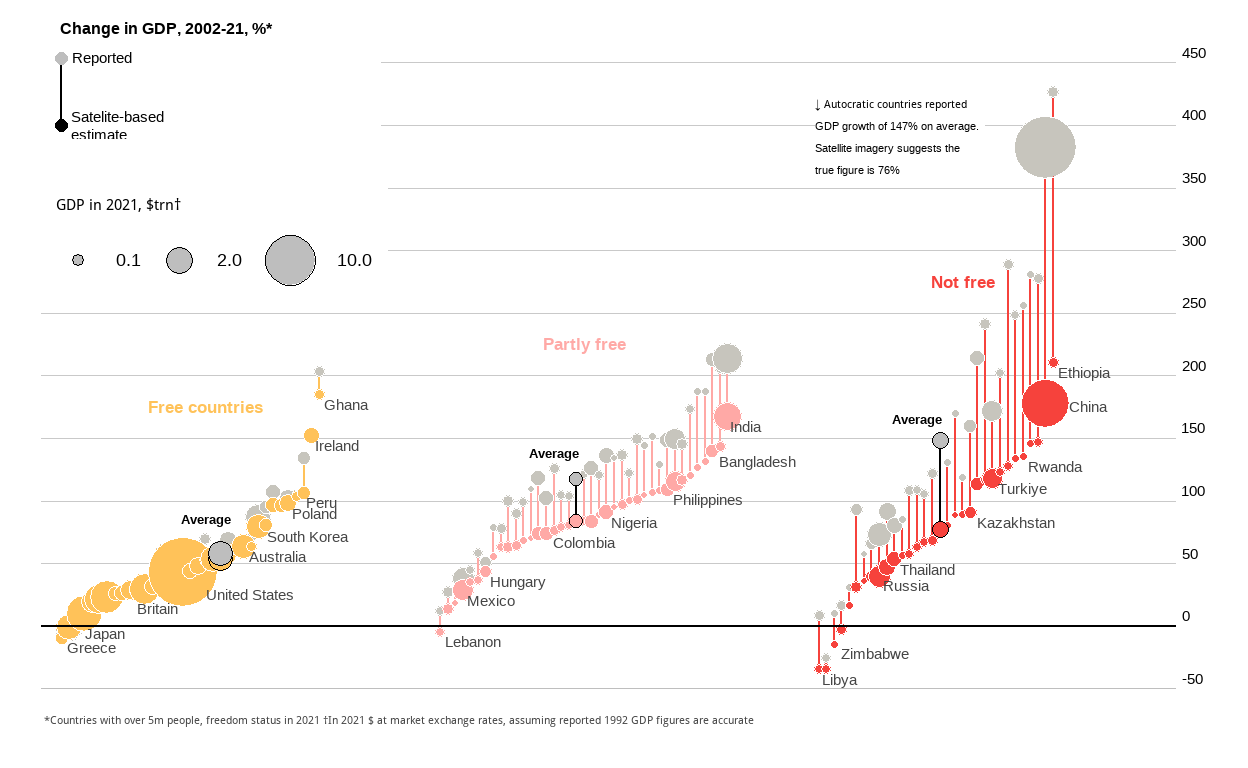 Change in GDP, 2002-21, %*
Reported
Satelite-based
estimate
GDP in 2021, $trn†
0.1
2.0
10.0
450
400
350
300
250
200
150
100
50
0
-50
↓ Autocratic countries reported
GDP growth of 147% on average.
Satellite imagery suggests the
true figure is 76%
Free countries
Ghana
Ireland
Peru
Poland
Average
South Korea
Australia
United States
Britain
Japan
Greece
Partly free
India
Average
Bangladesh
Philippines
Nigeria
Colombia
Hungary
Mexico
Lebanon
Not free
Ethiopia
China
Average
Rwanda
Turkiye
Kazakhstan
Thailand
Russia
Zimbabwe
Libya
*Countries with over 5m people, freedom status in 2021 †In 2021 $ at market exchange rates, assuming reported 1992 GDP figures are accurate